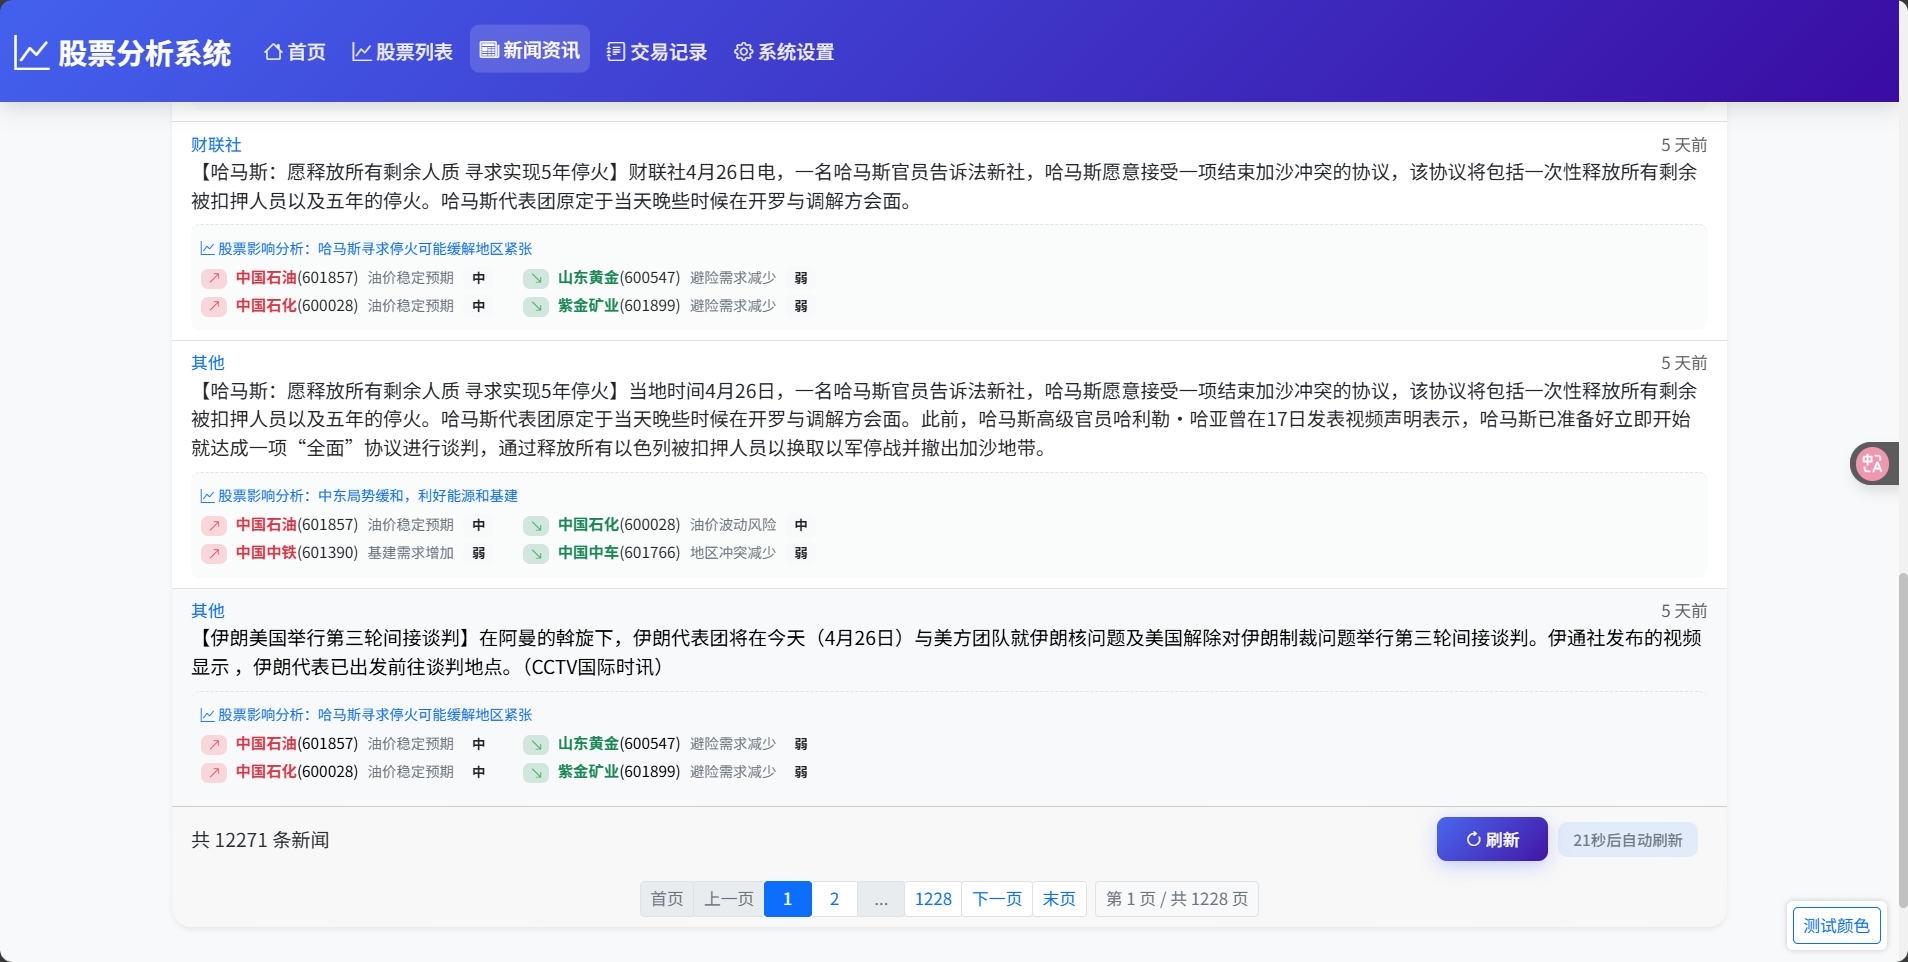 股票分析系统
首页
股票列表
新闻资讯
交易记录
系统设置
财联社
5 天前
【哈马斯：愿释放所有剩余人质 寻求实现5年停火】财联社4月26日电，一名哈马斯官员告诉法新社，哈马斯愿意接受一项结束加沙冲突的协议，该协议将包括一次性释放所有剩余
被扣押人员以及五年的停火。哈马斯代表团原定于当天晚些时候在开罗与调解方会面。
股票影响分析：哈马斯寻求停火可能缓解地区紧张
中国石油(601857) 油价稳定预期 中
山东黄金(600547) 避险需求减少 弱
中国石化(600028) 油价稳定预期 中
紫金矿业(601899) 避险需求减少 弱
其他
5 天前
【哈马斯：愿释放所有剩余人质 寻求实现5年停火】当地时间4月26日，一名哈马斯官员告诉法新社，哈马斯愿意接受一项结束加沙冲突的协议，该协议将包括一次性释放所有剩余
被扣押人员以及五年的停火。哈马斯代表团原定于当天晚些时候在开罗与调解方会面。此前，哈马斯高级官员哈利勒·哈亚曾在17日发表视频声明表示，哈马斯已准备好立即开始
就达成一项“全面”协议进行谈判，通过释放所有以色列被扣押人员以换取以军停战并撤出加沙地带。
股票影响分析：中东局势缓和，利好能源和基建
中国石油(601857) 油价稳定预期 中
中国石化(600028) 油价波动风险 中
中国中铁(601390) 基建需求增加 弱
中国中车(601766) 地区冲突减少 弱
其他
5 天前
【伊朗美国举行第三轮间接谈判】在阿曼的斡旋下，伊朗代表团将在今天（4月26日）与美方团队就伊朗核问题及美国解除对伊朗制裁问题举行第三轮间接谈判。伊通社发布的视频
显示 ，伊朗代表已出发前往谈判地点。（CCTV国际时讯）
股票影响分析：哈马斯寻求停火可能缓解地区紧张
中国石油(601857) 油价稳定预期 中
山东黄金(600547) 避险需求减少 弱
中国石化(600028) 油价稳定预期 中
紫金矿业(601899) 避险需求减少 弱
共 12271 条新闻
刷新
21秒后自动刷新
首页 上一页 1 2 ... 1228 下一页 末页 第 1 页 / 共 1228 页
测试颜色
中A